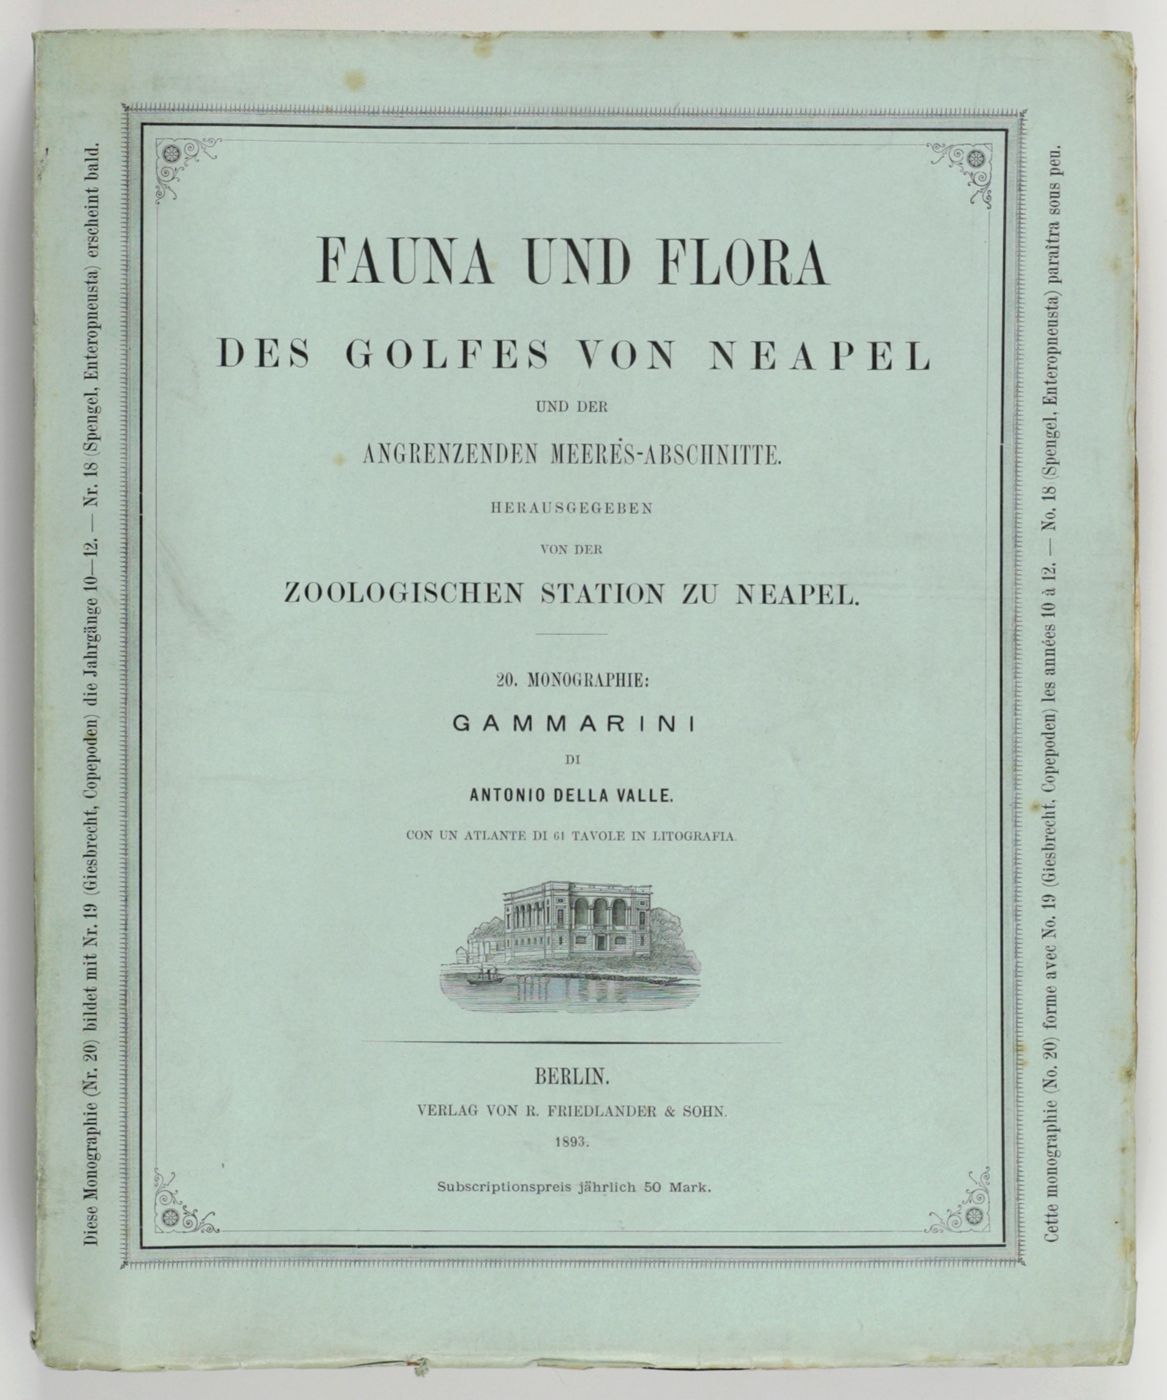 FAUNA UND FLORA
DES GOLFES VON NEAPEL
UND DER
ANGRENZENDEN MEERES-ABSCHNITTE.
HERAUSGEGEBEN
VON DER
ZOOLOGISCHEN STATION ZU NEAPEL.
20. MONOGRAPHIE:
GAMMARINI
DI
ANTONIO DELLA VALLE.
CON UN ATLANTE DI 61 TAVOLE IN LITOGRAFIA.
BERLIN.
VERLAG VON R. FRIEDLANDER & SOHN.
1893.
Subscriptionspreis jährlich 50 Mark.
Diese Monographie (Nr. 20) bildet mit Nr. 19 (Giesbrecht, Copepoden) die Jahrgänge 10—12. — Nr. 18 (Spengel, Enteropneusta) erscheint bald.
Cette monographie (No. 20) forme avec No. 19 (Giesbrecht, Copepoden) les années 10 à 12. — No. 18 (Spengel, Enteropneusta) paraîtra sous peu.